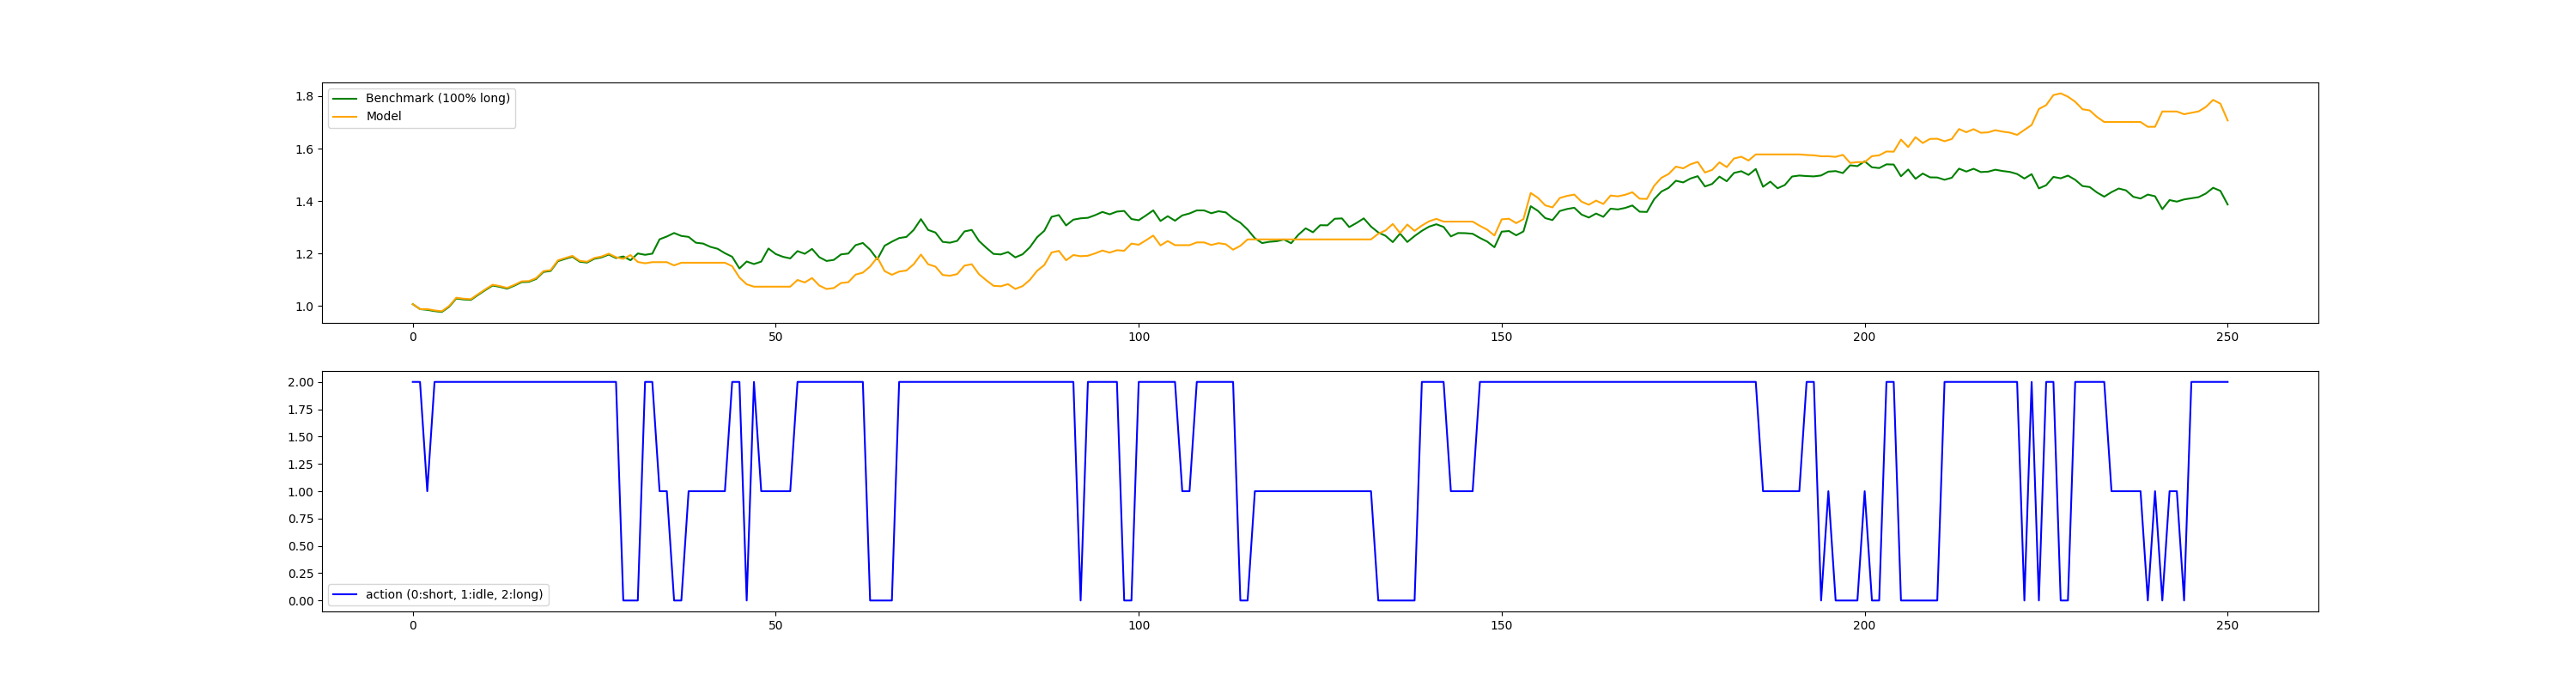 Benchmark (100% long)
Model
1.8
1.6
1.4
1.2
1.0
0 50 100 150 200 250
2.00
1.75
1.50
1.25
1.00
0.75
0.50
0.25
0.00
action (0:short, 1:idle, 2:long)
0 50 100 150 200 250